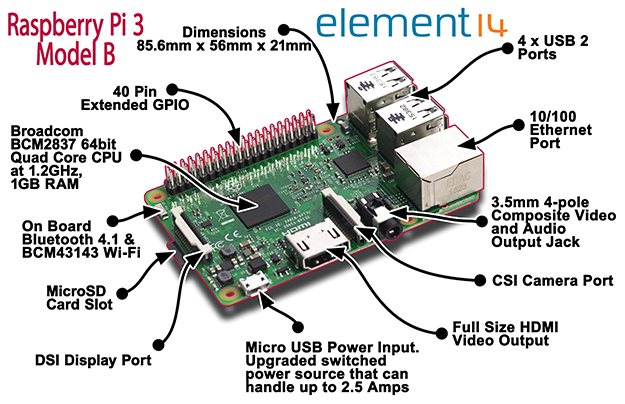 Raspberry Pi 3
Model B
Dimensions
85.6mm x 56mm x 21mm
element14
4 x USB 2
Ports
40 Pin
Extended GPIO
10/100
Ethernet
Port
Broadcom
BCM2837 64bit
Quad Core CPU
at 1.2GHz,
1GB RAM
On Board
Bluetooth 4.1 &
BCM43143 Wi-Fi
3.5mm 4-pole
Composite Video
and Audio
Output Jack
MicroSD
Card Slot
CSI Camera Port
DSI Display Port
Full Size HDMI
Video Output
Micro USB Power Input.
Upgraded switched
power source that can
handle up to 2.5 Amps
HDMI